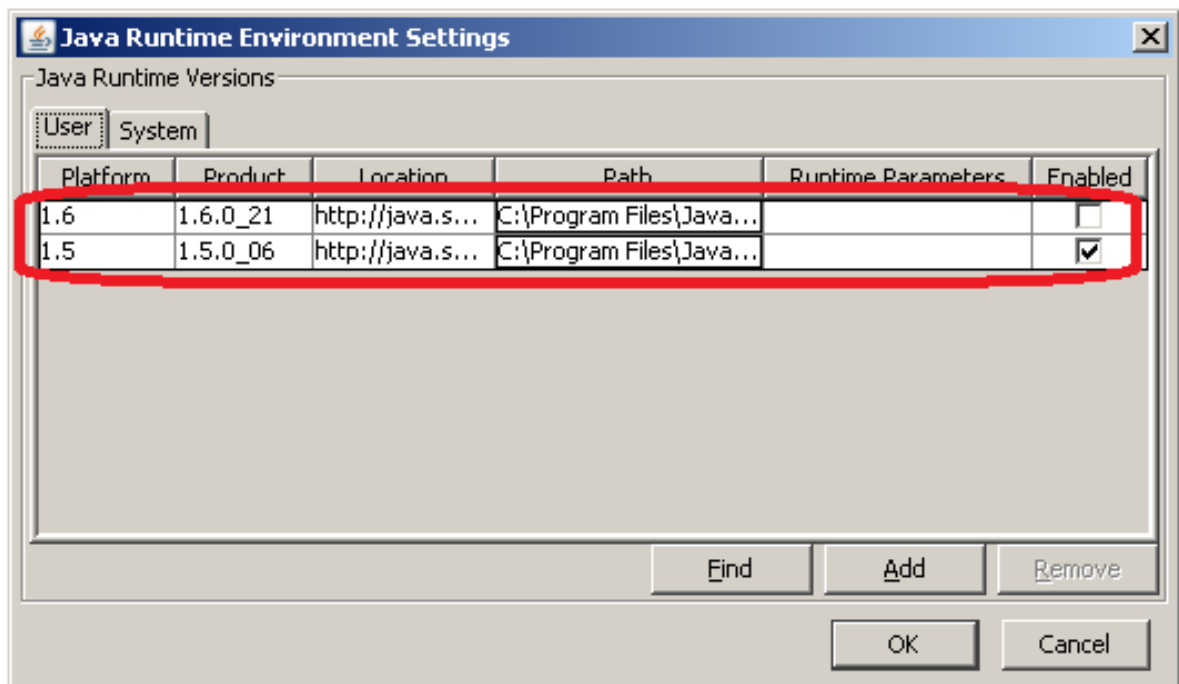 Java Runtime Environment Settings
Java Runtime Versions
User System
Platform Product Location Path Runtime Parameters Enabled
1.6 1.6.0_21 http://java.s... C:\Program Files\Java...
1.5 1.5.0_06 http://java.s... C:\Program Files\Java...
Find Add Remove
OK Cancel